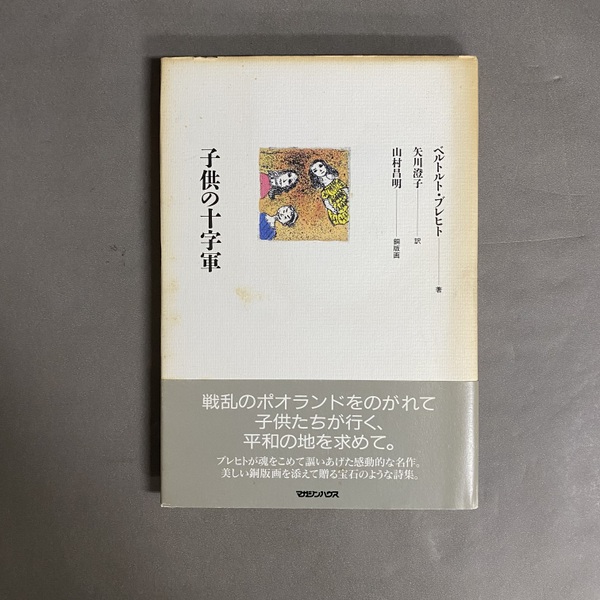 ベルトルト・ブレヒト――著
矢川澄子――訳
山村昌明――銅版画
子供の十字軍
戦乱のポオランドをのがれて
子供たちが行く、
平和の地を求めて。
ブレヒトが魂をこめて謳いあげた感動的な名作。
美しい銅版画を添えて贈る宝石のような詩集。
マガジンハウス